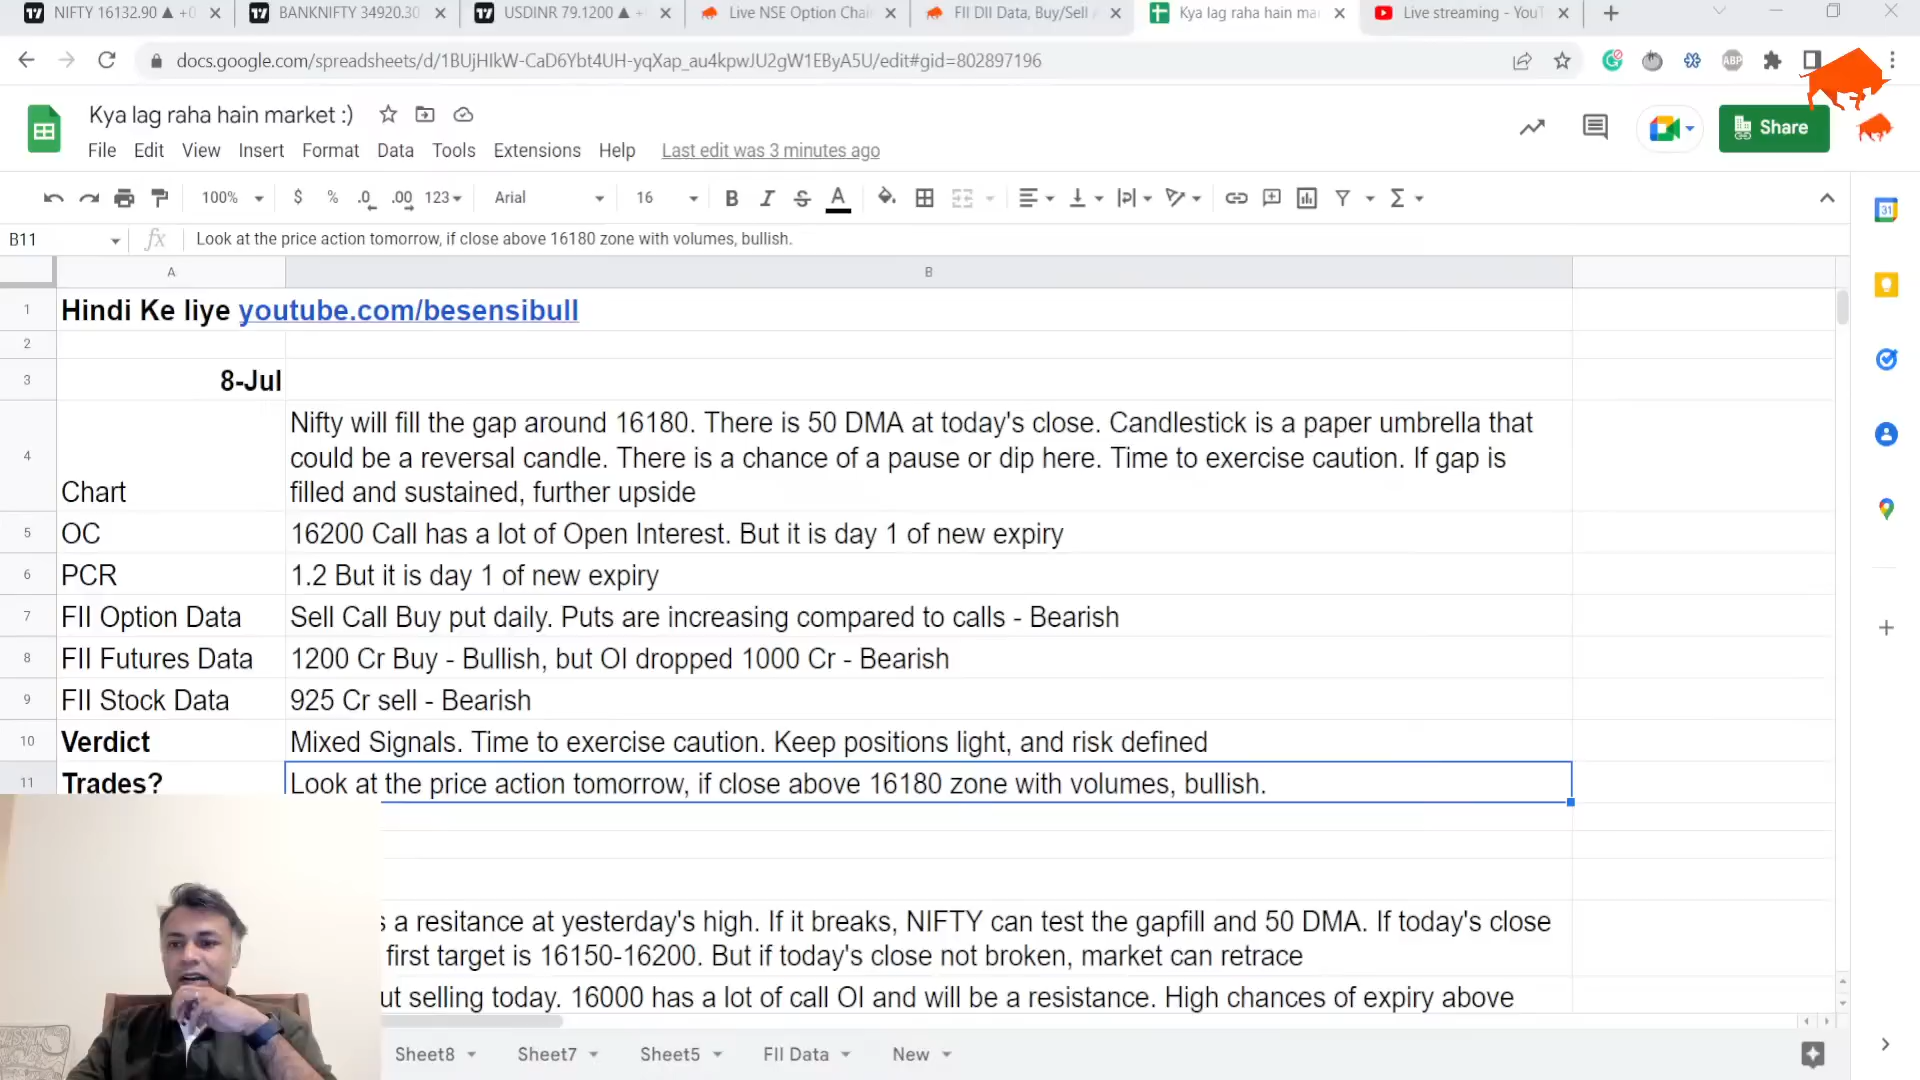 NIFTY 16132.90 ▲ +0
BANKNIFTY 34920.30
USDINR 79.1200 ▲ +
Live NSE Option Chai
FII DII Data, Buy/Sell
Kya lag raha hain ma
Live streaming - YouT
docs.google.com/spreadsheets/d/1BUjHIkW-CaD6Ybt4UH-yqXap_au4kpwJU2gW1EByA5U/edit#gid=802897196
Kya lag raha hain market :)
File Edit View Insert Format Data Tools Extensions Help Last edit was 3 minutes ago
Share
100% $ % .0 .00 123 Arial 16 B I S A
B11 fx Look at the price action tomorrow, if close above 16180 zone with volumes, bullish.
A B
1 Hindi Ke liye youtube.com/besensibull
2
3 8-Jul
Nifty will fill the gap around 16180. There is 50 DMA at today's close. Candlestick is a paper umbrella that
4 could be a reversal candle. There is a chance of a pause or dip here. Time to exercise caution. If gap is
Chart filled and sustained, further upside
5 OC 16200 Call has a lot of Open Interest. But it is day 1 of new expiry
6 PCR 1.2 But it is day 1 of new expiry
7 FII Option Data Sell Call Buy put daily. Puts are increasing compared to calls - Bearish
8 FII Futures Data 1200 Cr Buy - Bullish, but OI dropped 1000 Cr - Bearish
9 FII Stock Data 925 Cr sell - Bearish
10 Verdict Mixed Signals. Time to exercise caution. Keep positions light, and risk defined
11 Trades? Look at the price action tomorrow, if close above 16180 zone with volumes, bullish.
s a resitance at yesterday's high. If it breaks, NIFTY can test the gapfill and 50 DMA. If today's close
first target is 16150-16200. But if today's close not broken, market can retrace
ut selling today. 16000 has a lot of call OI and will be a resistance. High chances of expiry above
Sheet8 Sheet7 Sheet5 FII Data New
31
ABP